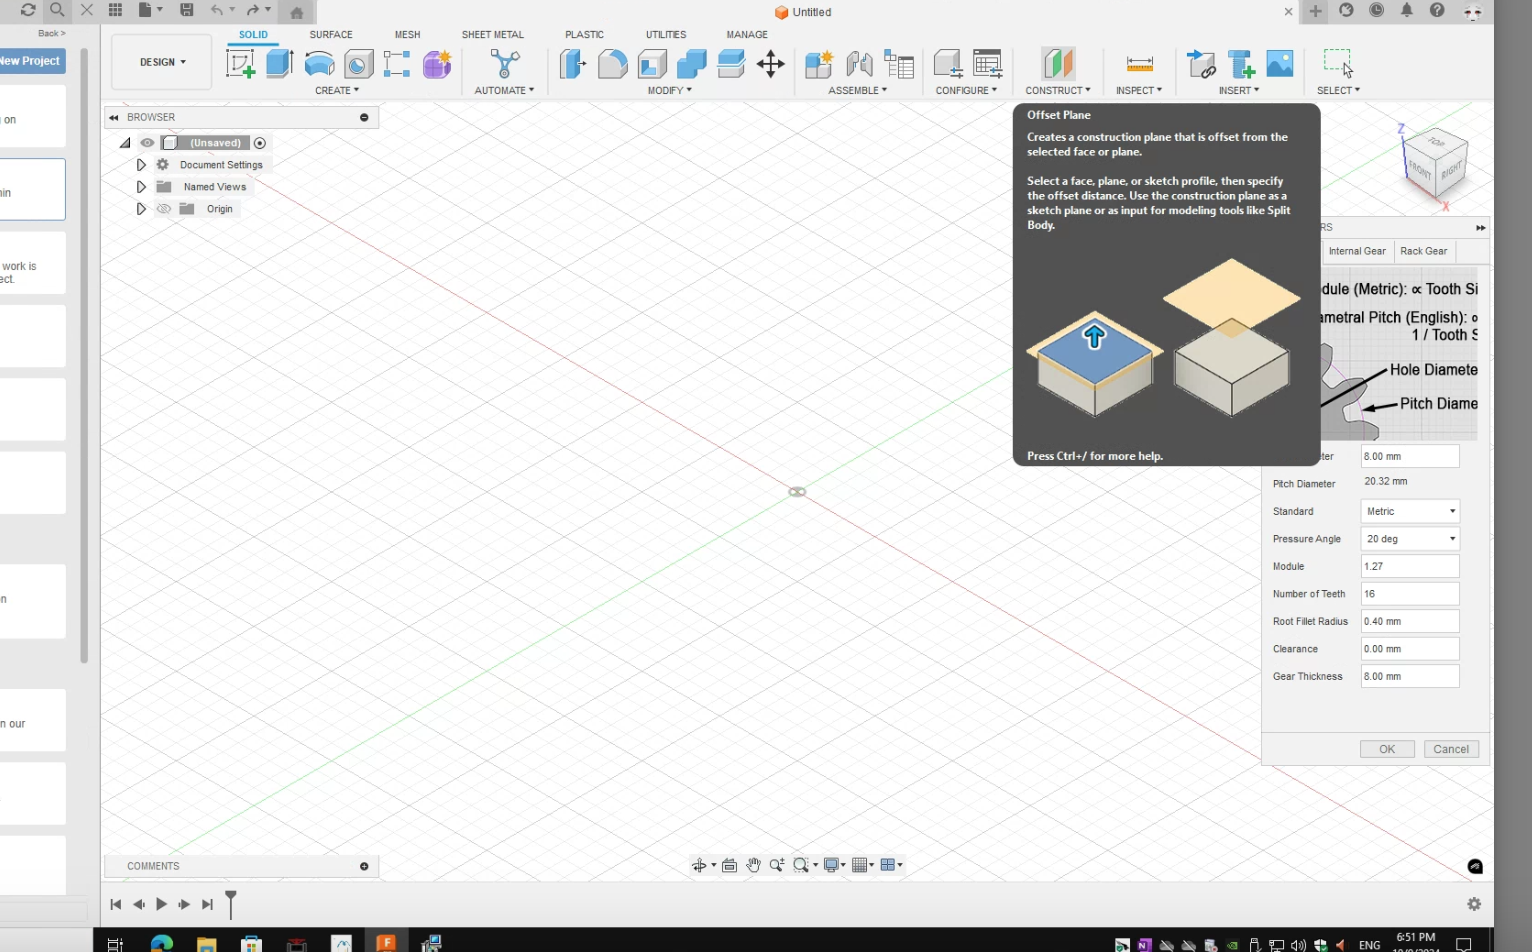 Untitled
Back >
New Project
on
min
work is
ect.
on
n our
DESIGN
SOLID
SURFACE
MESH
SHEET METAL
PLASTIC
UTILITIES
MANAGE
CREATE
AUTOMATE
MODIFY
ASSEMBLE
CONFIGURE
CONSTRUCT
INSPECT
INSERT
SELECT
BROWSER
(Unsaved)
Document Settings
Named Views
Origin
Offset Plane
Creates a construction plane that is offset from the
selected face or plane.
Select a face, plane, or sketch profile, then specify
the offset distance. Use the construction plane as a
sketch plane or as input for modeling tools like Split
Body.
Press Ctrl+/ for more help.
Z
TOP
FRONT
RIGHT
X
RS
Internal Gear
Rack Gear
dule (Metric): ∝ Tooth Si
ametral Pitch (English): ∝
1 / Tooth S
Hole Diamete
Pitch Diame
ter 8.00 mm
Pitch Diameter 20.32 mm
Standard Metric
Pressure Angle 20 deg
Module 1.27
Number of Teeth 16
Root Fillet Radius 0.40 mm
Clearance 0.00 mm
Gear Thickness 8.00 mm
OK
Cancel
COMMENTS
ENG
6:51 PM